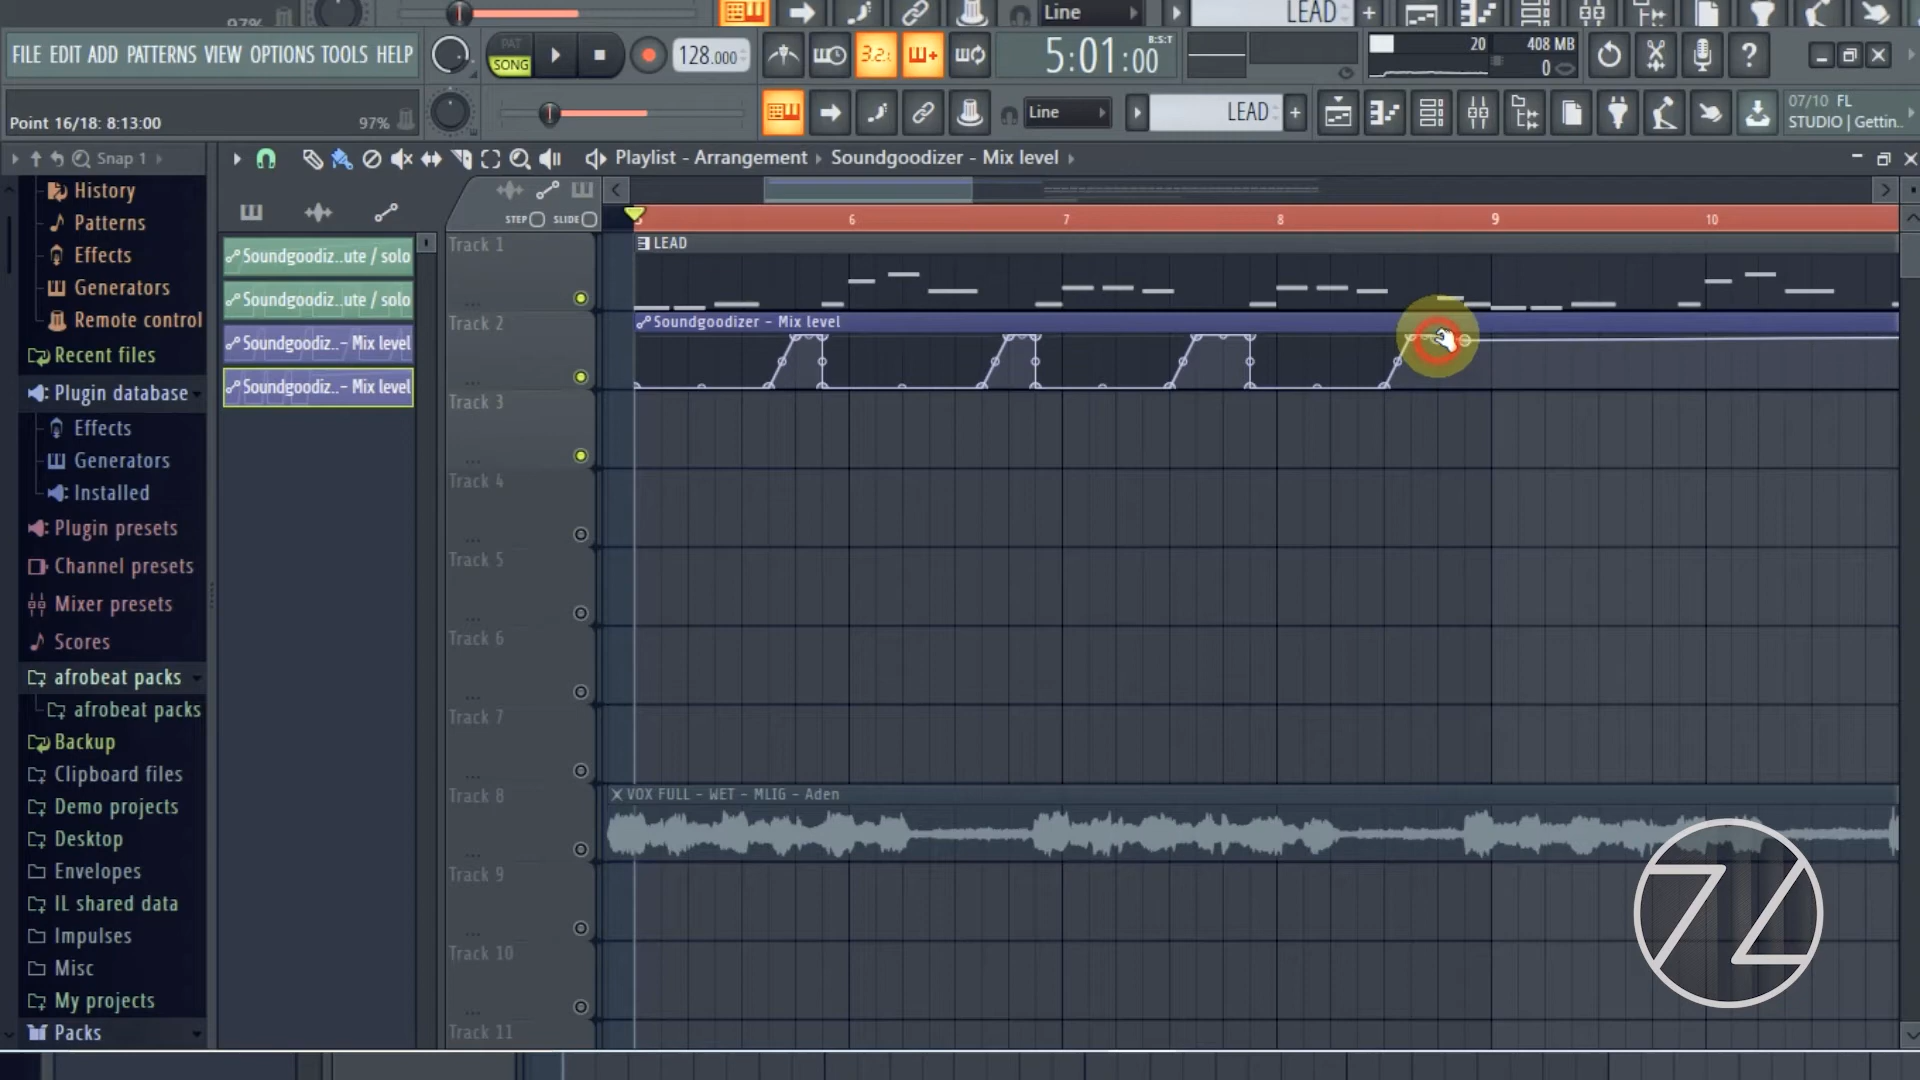 97%
Line
LEAD
FILE EDIT ADD PATTERNS VIEW OPTIONS TOOLS HELP
PAT
SONG
128.000
3.2.
5:01:00
B:S:T
20
408 MB
0
Point 16/18: 8:13:00
97%
Line
LEAD
07/10 FL
STUDIO | Gettin..
Snap 1
Playlist - Arrangement
Soundgoodizer - Mix level
History
Patterns
Effects
Generators
Remote control
Recent files
Plugin database
Effects
Generators
Installed
Plugin presets
Channel presets
Mixer presets
Scores
afrobeat packs
afrobeat packs
Backup
Clipboard files
Demo projects
Desktop
Envelopes
IL shared data
Impulses
Misc
My projects
Packs
Soundgoodiz..ute / solo
Soundgoodiz..ute / solo
Soundgoodiz..- Mix level
Soundgoodiz..- Mix level
STEP
SLIDE
6
7
8
9
10
Track 1
LEAD
Track 2
Soundgoodizer - Mix level
Track 3
Track 4
Track 5
Track 6
Track 7
Track 8
VOX FULL - WET - MLIG - Aden
Track 9
Track 10
Track 11